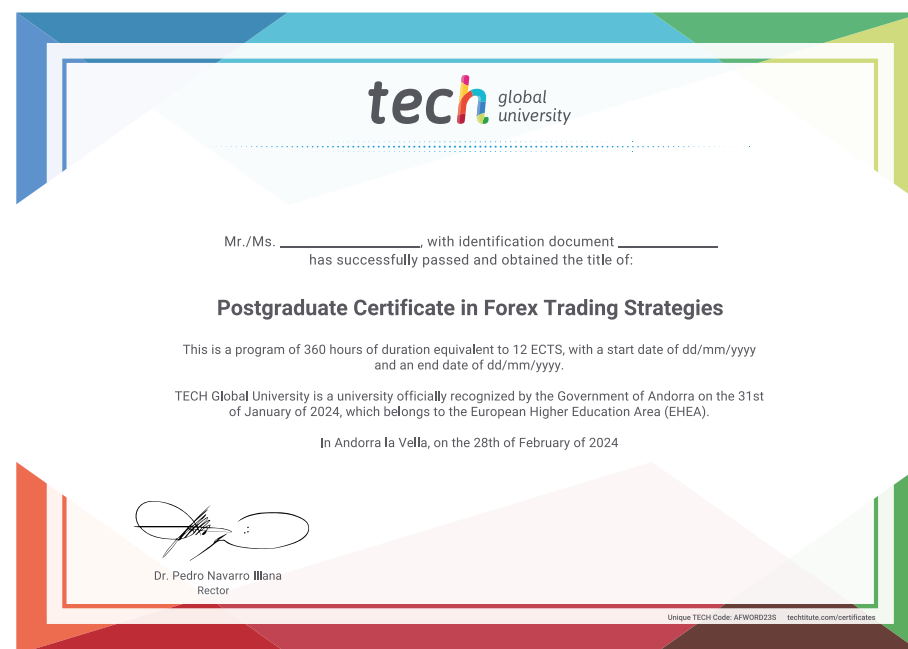 tech global university
Mr./Ms. ____________________, with identification document ______________
has successfully passed and obtained the title of:
Postgraduate Certificate in Forex Trading Strategies
This is a program of 360 hours of duration equivalent to 12 ECTS, with a start date of dd/mm/yyyy
and an end date of dd/mm/yyyy.
TECH Global University is a university officially recognized by the Government of Andorra on the 31st
of January of 2024, which belongs to the European Higher Education Area (EHEA).
In Andorra la Vella, on the 28th of February of 2024
Dr. Pedro Navarro Illana
Rector
Unique TECH Code: AFWORD23S techtitute.com/certificates